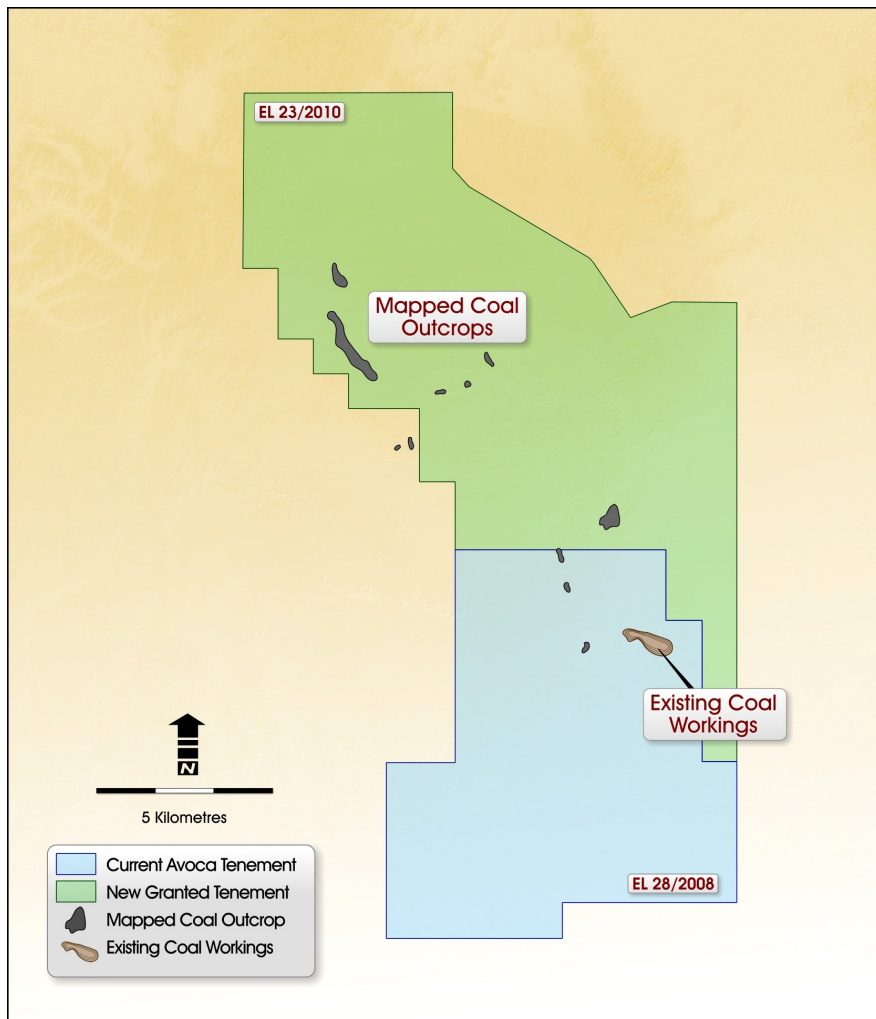 EL 23/2010
Mapped Coal
Outcrops
Existing Coal
Workings
N
5 Kilometres
Current Avoca Tenement
New Granted Tenement
Mapped Coal Outcrop
Existing Coal Workings
EL 28/2008